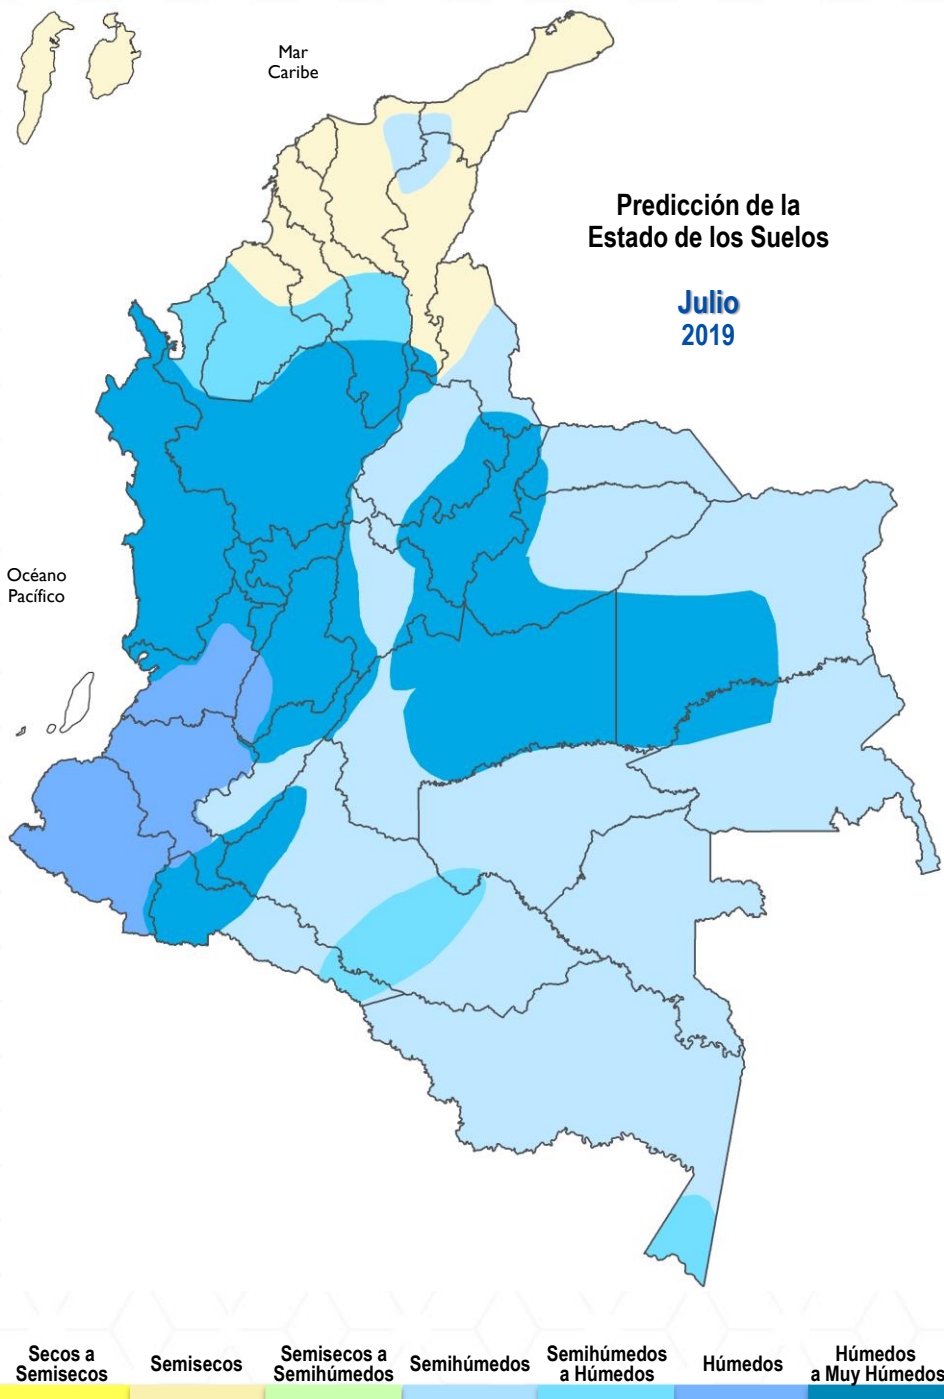 Mar
Caribe
Predicción de la
Estado de los Suelos
Julio
2019
Océano
Pacífico
Secos a
Semisecos
Semisecos
Semisecos a
Semihúmedos
Semihúmedos
Semihúmedos
a Húmedos
Húmedos
Húmedos
a Muy Húmedos